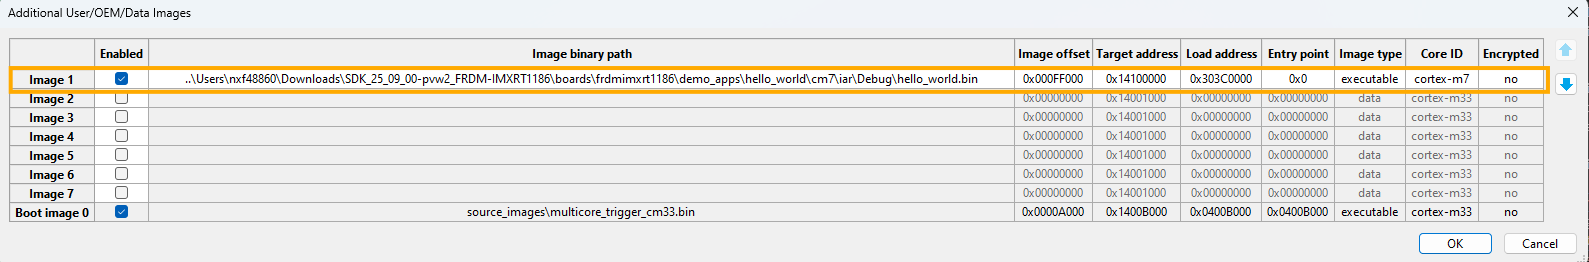 Additional User/OEM/Data Images
Enabled Image binary path Image offset Target address Load address Entry point Image type Core ID Encrypted
Image 1 ..\Users\nxf48860\Downloads\SDK_25_09_00-pvw2_FRDM-IMXRT1186\boards\frdmimxrt1186\demo_apps\hello_world\cm7\iar\Debug\hello_world.bin 0x000FF000 0x14100000 0x303C0000 0x0 executable cortex-m7 no
Image 2 0x00000000 0x14001000 0x00000000 0x00000000 data cortex-m33 no
Image 3 0x00000000 0x14001000 0x00000000 0x00000000 data cortex-m33 no
Image 4 0x00000000 0x14001000 0x00000000 0x00000000 data cortex-m33 no
Image 5 0x00000000 0x14001000 0x00000000 0x00000000 data cortex-m33 no
Image 6 0x00000000 0x14001000 0x00000000 0x00000000 data cortex-m33 no
Image 7 0x00000000 0x14001000 0x00000000 0x00000000 data cortex-m33 no
Boot image 0 source_images\multicore_trigger_cm33.bin 0x0000A000 0x1400B000 0x0400B000 0x0400B000 executable cortex-m33 no
OK Cancel